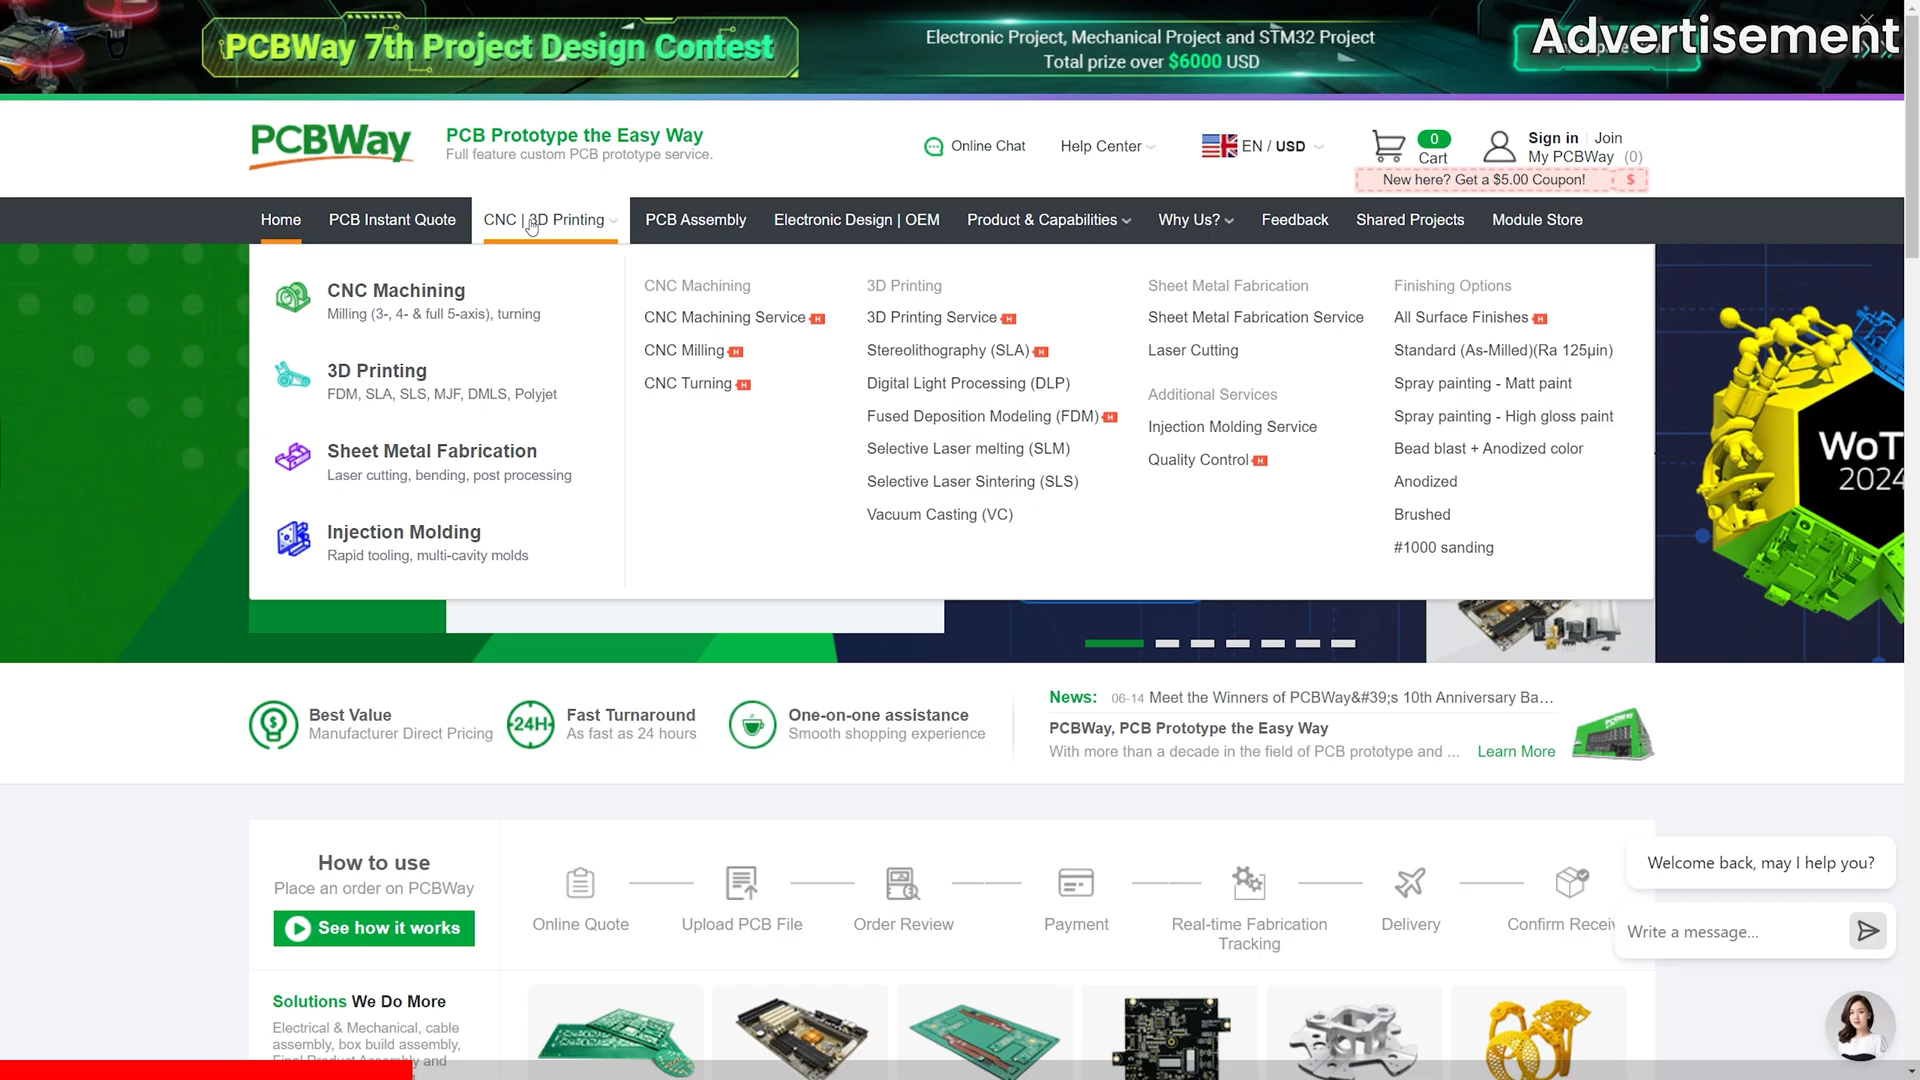 PCBWay 7th Project Design Contest
Electronic Project, Mechanical Project and STM32 Project
Total prize over $6000 USD
Advertisement
PCBWay
PCB Prototype the Easy Way
Full feature custom PCB prototype service.
Online Chat
Help Center
EN / USD
0
Cart
Sign in
Join
My PCBWay (0)
New here? Get a $5.00 Coupon!
$
Home
PCB Instant Quote
CNC | 3D Printing
PCB Assembly
Electronic Design | OEM
Product & Capabilities
Why Us?
Feedback
Shared Projects
Module Store
CNC Machining
Milling (3-, 4- & full 5-axis), turning
3D Printing
FDM, SLA, SLS, MJF, DMLS, Polyjet
Sheet Metal Fabrication
Laser cutting, bending, post processing
Injection Molding
Rapid tooling, multi-cavity molds
CNC Machining
CNC Machining Service H
CNC Milling H
CNC Turning H
3D Printing
3D Printing Service H
Stereolithography (SLA) H
Digital Light Processing (DLP)
Fused Deposition Modeling (FDM) H
Selective Laser melting (SLM)
Selective Laser Sintering (SLS)
Vacuum Casting (VC)
Sheet Metal Fabrication
Sheet Metal Fabrication Service
Laser Cutting
Additional Services
Injection Molding Service
Quality Control H
Finishing Options
All Surface Finishes H
Standard (As-Milled)(Ra 125µin)
Spray painting - Matt paint
Spray painting - High gloss paint
Bead blast + Anodized color
Anodized
Brushed
#1000 sanding
WoT
2024
Best Value
Manufacturer Direct Pricing
24H
Fast Turnaround
As fast as 24 hours
One-on-one assistance
Smooth shopping experience
News: 06-14 Meet the Winners of PCBWay&#39;s 10th Anniversary Ba...
PCBWay, PCB Prototype the Easy Way
With more than a decade in the field of PCB prototype and ... Learn More
PCBWay
How to use
Place an order on PCBWay
See how it works
Online Quote
Upload PCB File
Order Review
Payment
Real-time Fabrication
Tracking
Delivery
Confirm Recei
Welcome back, may I help you?
Write a message...
Solutions We Do More
Electrical & Mechanical, cable
assembly, box build assembly,
Final Product Assembly and